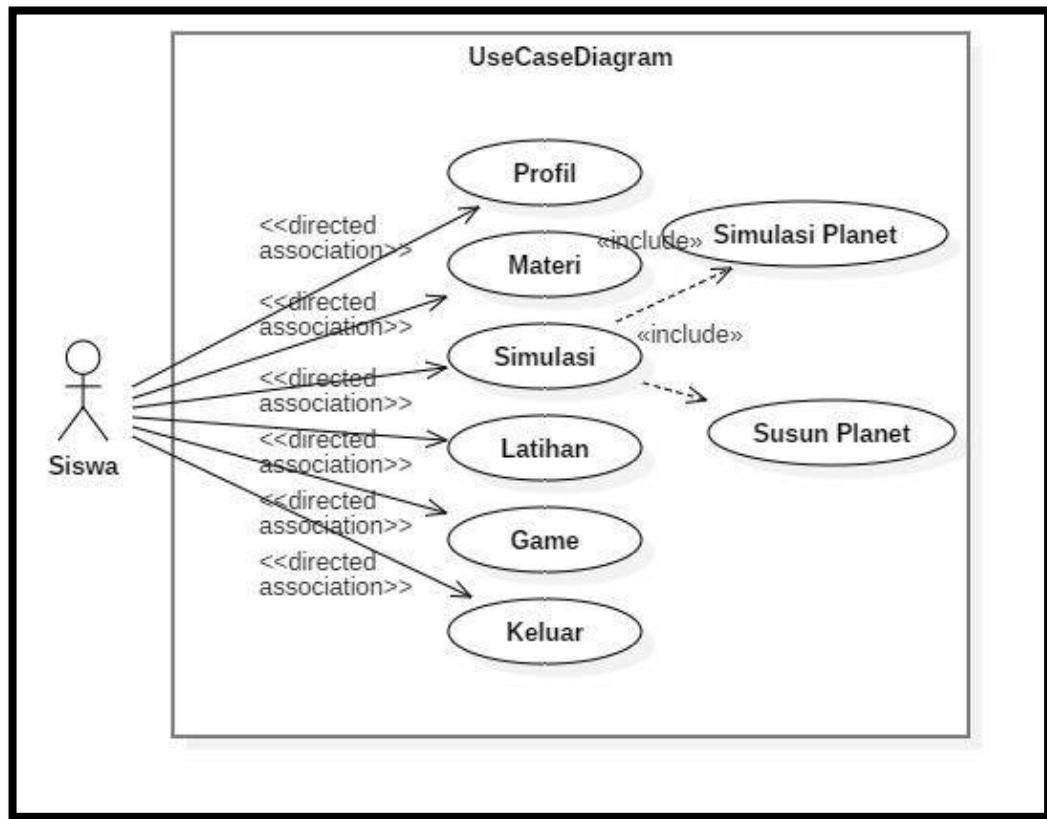 UseCaseDiagram
Profil
<<directed
association>>
«include»
Simulasi Planet
Materi
<<directed
association>>
«include»
Simulasi
<<directed
association>>
Susun Planet
Latihan
<<directed
association>>
Siswa
<<directed
association>>
Game
<<directed
association>>
Keluar